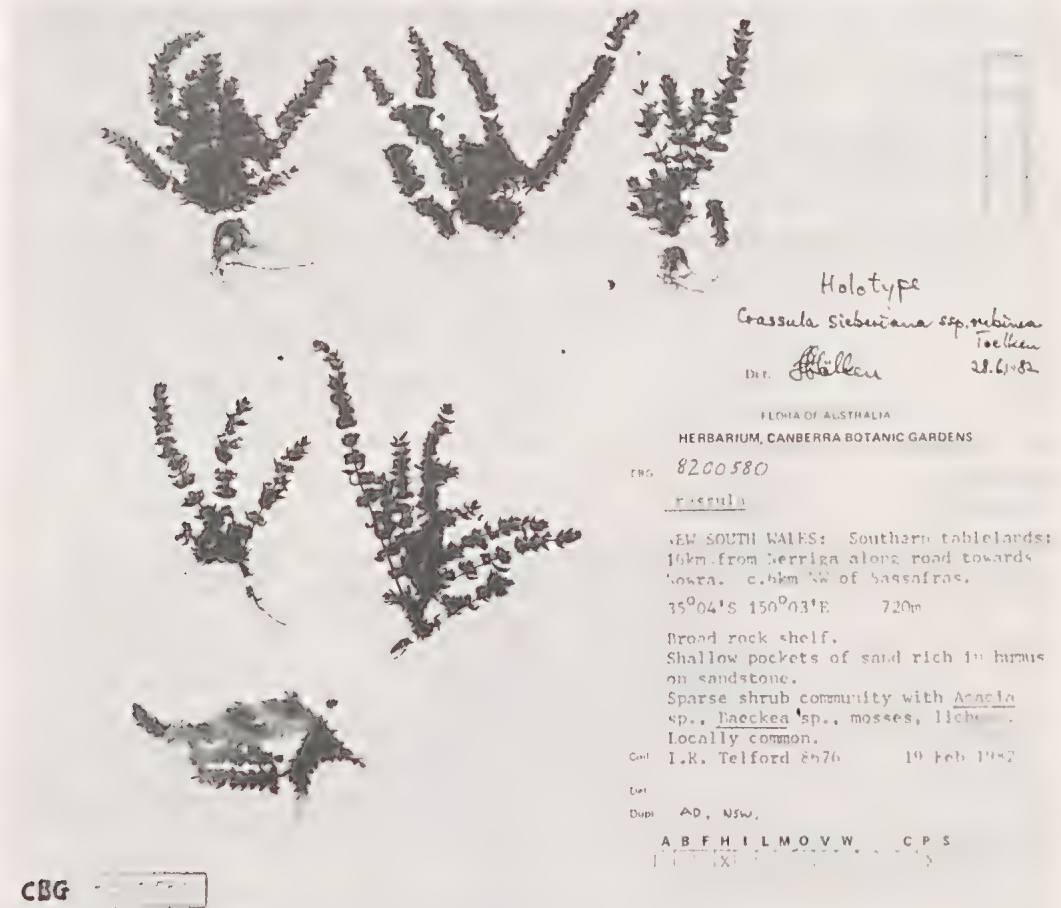 Holotype
Crassula sieberiana ssp. rubinea
Toelken
Det. 28.6.1982
FLORA OF AUSTRALIA
HERBARIUM, CANBERRA BOTANIC GARDENS
CBG 8200580
rassula
NEW SOUTH WALES: Southern tablelands:
16km from Nerriga along road towards
Nowra. c.6km NW of Sassafras.
35°04'S 150°03'E 720m
Broad rock shelf.
Shallow pockets of sand rich in humus
on sandstone.
Sparse shrub community with Acacia
sp., Baeckea sp., mosses,
Locally common.
Coll I.R. Telford 8676 19 Feb 1982
Det
Dupl AD, NSW.
A B F H I L M O V W C P S
X
CBG